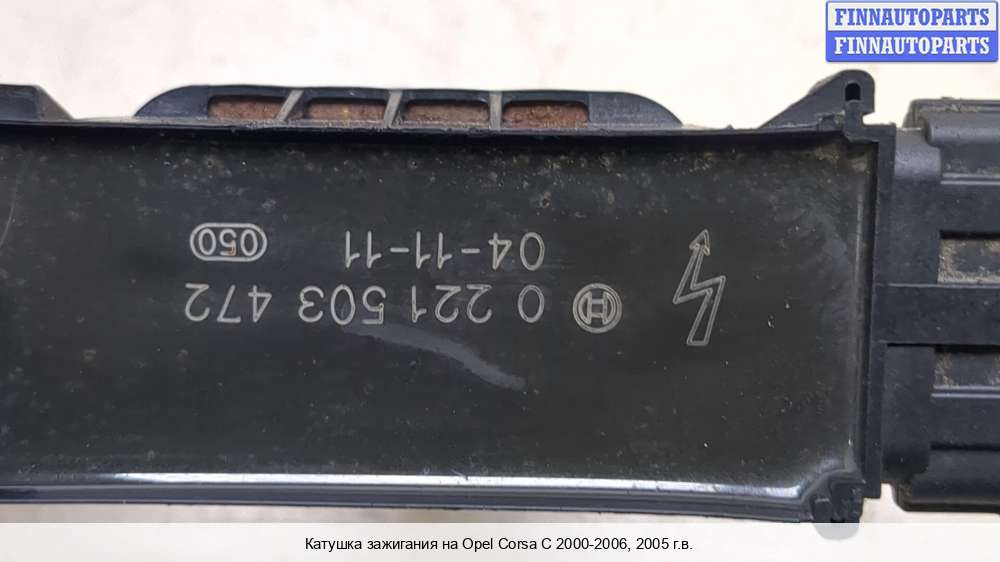 FINNAUTOPARTS
FINNAUTOPARTS
0 221 503 472
04-11-11
050
Катушка зажигания на Opel Corsa C 2000-2006, 2005 г.в.